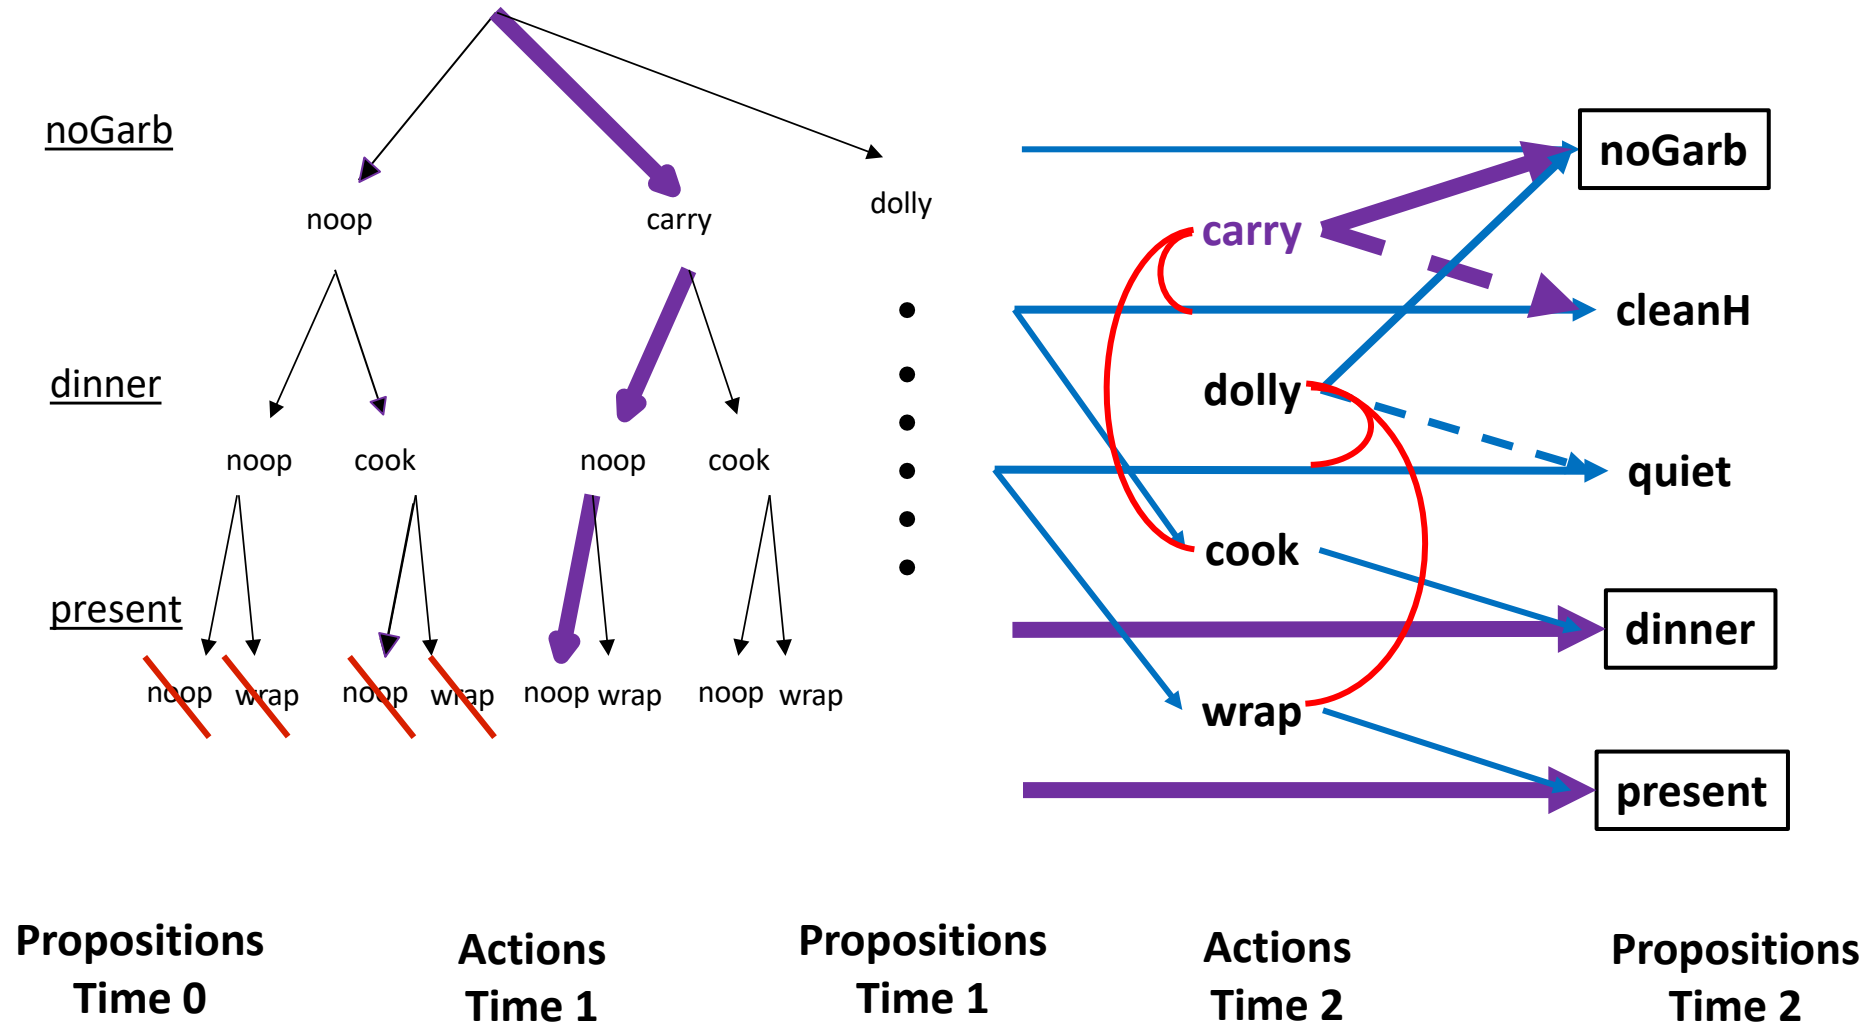 noGarb
noop
carry
dolly
dinner
noop
cook
noop
cook
present
noop
wrap
noop
wrap
noop
wrap
noop
wrap
noGarb
carry
cleanH
dolly
quiet
cook
dinner
wrap
present
Propositions
Time 0
Actions
Time 1
Propositions
Time 1
Actions
Time 2
Propositions
Time 2